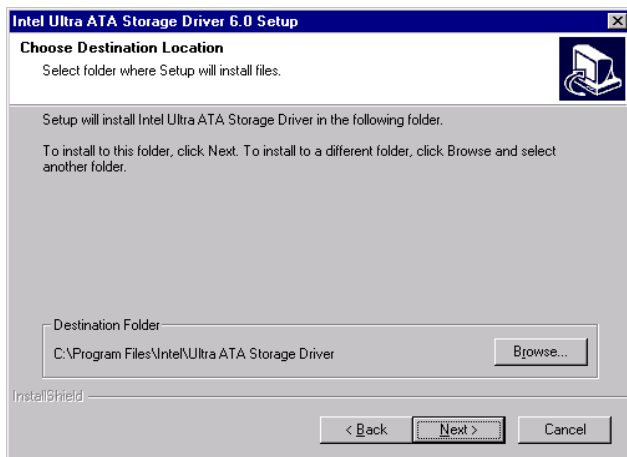 Intel Ultra ATA Storage Driver 6.0 Setup
Choose Destination Location
Select folder where Setup will install files.
Setup will install Intel Ultra ATA Storage Driver in the following folder.
To install to this folder, click Next. To install to a different folder, click Browse and select
another folder.
Destination Folder
C:\Program Files\Intel\Ultra ATA Storage Driver
Browse...
InstallShield
< Back
Next >
Cancel